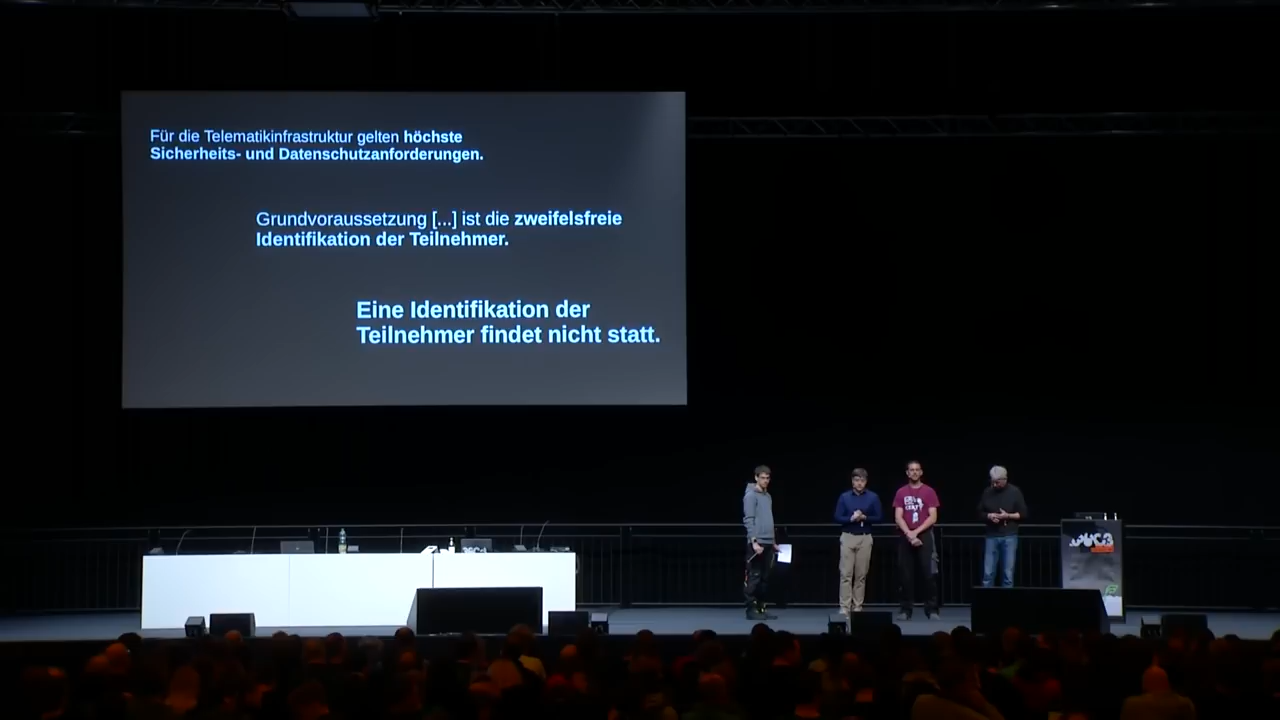 Für die Telematikinfrastruktur gelten höchste
Sicherheits- und Datenschutzanforderungen.
Grundvoraussetzung [...] ist die zweifelsfreie
Identifikation der Teilnehmer.
Eine Identifikation der
Teilnehmer findet nicht statt.